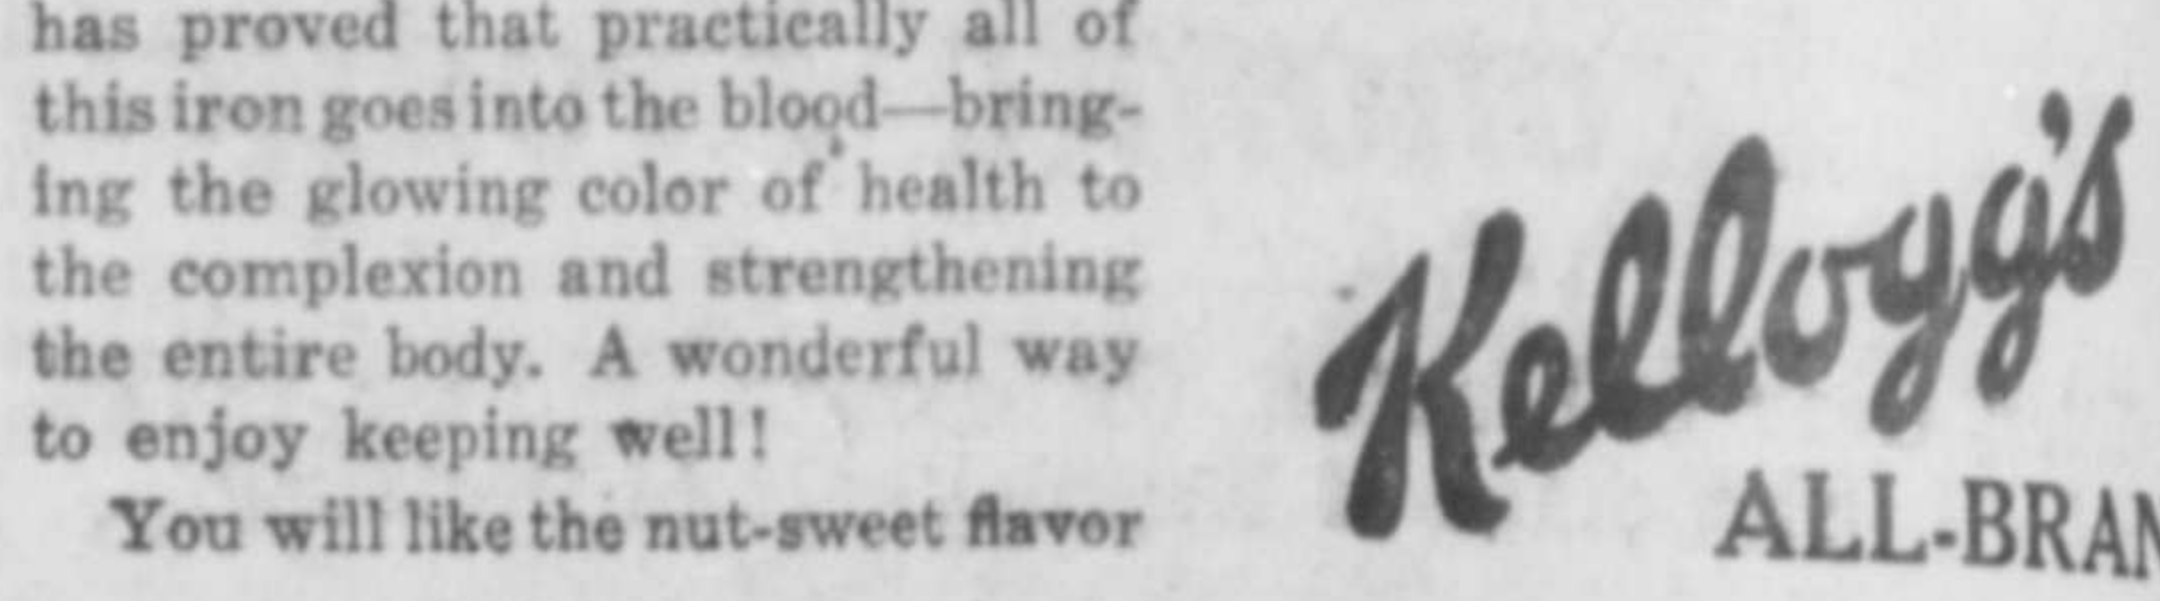 has proved that practically all of
this iron goes into the blood—bring-
ing the glowing color of health to
the complexion and strengthening
the entire body. A wonderful way
to enjoy keeping well!
You will like the nut-sweet flavor
Kellogg's
ALL-BRAN